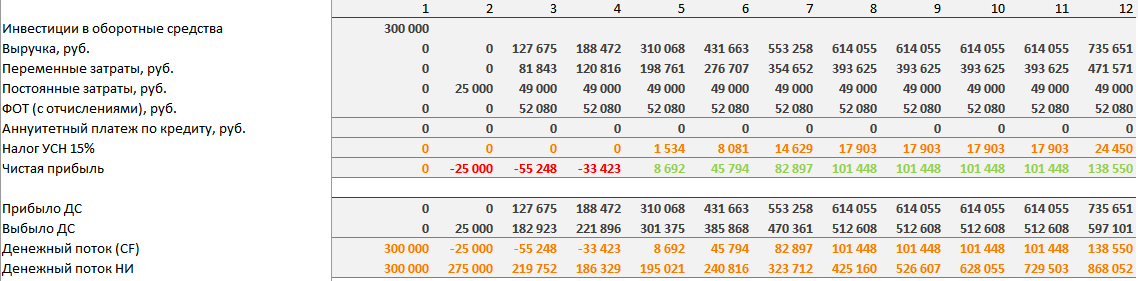 1 2 3 4 5 6 7 8 9 10 11 12
Инвестиции в оборотные средства 300 000
Выручка, руб. 0 0 127 675 188 472 310 068 431 663 553 258 614 055 614 055 614 055 614 055 735 651
Переменные затраты, руб. 0 0 81 843 120 816 198 761 276 707 354 652 393 625 393 625 393 625 393 625 471 571
Постоянные затраты, руб. 0 25 000 49 000 49 000 49 000 49 000 49 000 49 000 49 000 49 000 49 000 49 000
ФОТ (с отчислениями), руб. 0 0 52 080 52 080 52 080 52 080 52 080 52 080 52 080 52 080 52 080 52 080
Аннуитетный платеж по кредиту, руб. 0 0 0 0 0 0 0 0 0 0 0
Налог УСН 15% 0 0 0 0 1 534 8 081 14 629 17 903 17 903 17 903 17 903 24 450
Чистая прибыль 0 -25 000 -55 248 -33 423 8 692 45 794 82 897 101 448 101 448 101 448 101 448 138 550
Прибыло ДС 0 0 127 675 188 472 310 068 431 663 553 258 614 055 614 055 614 055 614 055 735 651
Выбыло ДС 0 25 000 182 923 221 896 301 375 385 868 470 361 512 608 512 608 512 608 512 608 597 101
Денежный поток (CF) 300 000 -25 000 -55 248 -33 423 8 692 45 794 82 897 101 448 101 448 101 448 101 448 138 550
Денежный поток НИ 300 000 275 000 219 752 186 329 195 021 240 816 323 712 425 160 526 607 628 055 729 503 868 052